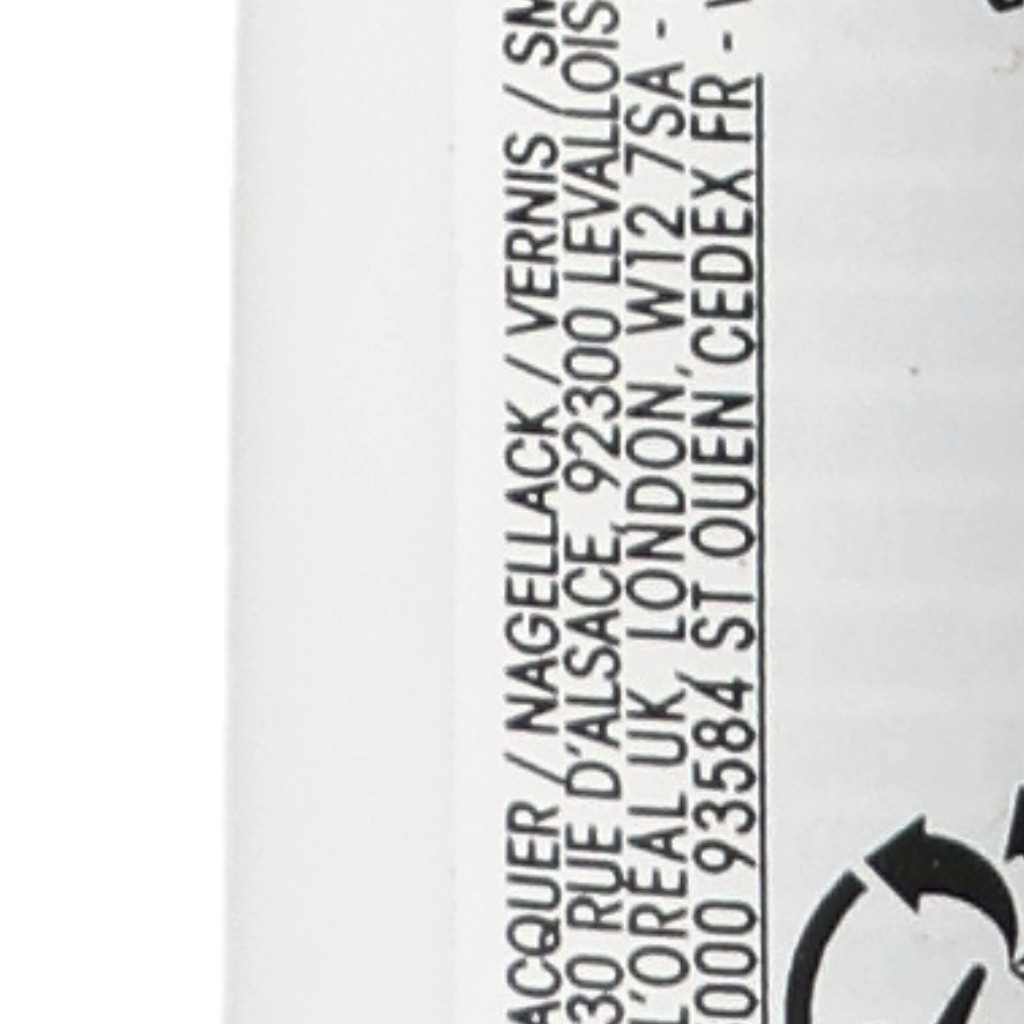 ACQUER / NAGELLACK / VERNIS / SM
30 RUE D'ALSACE, 92300 LEVALLOIS
L'ORÉAL UK, LONDON, W12 7SA -
000 93584 ST OUEN CEDEX FR -